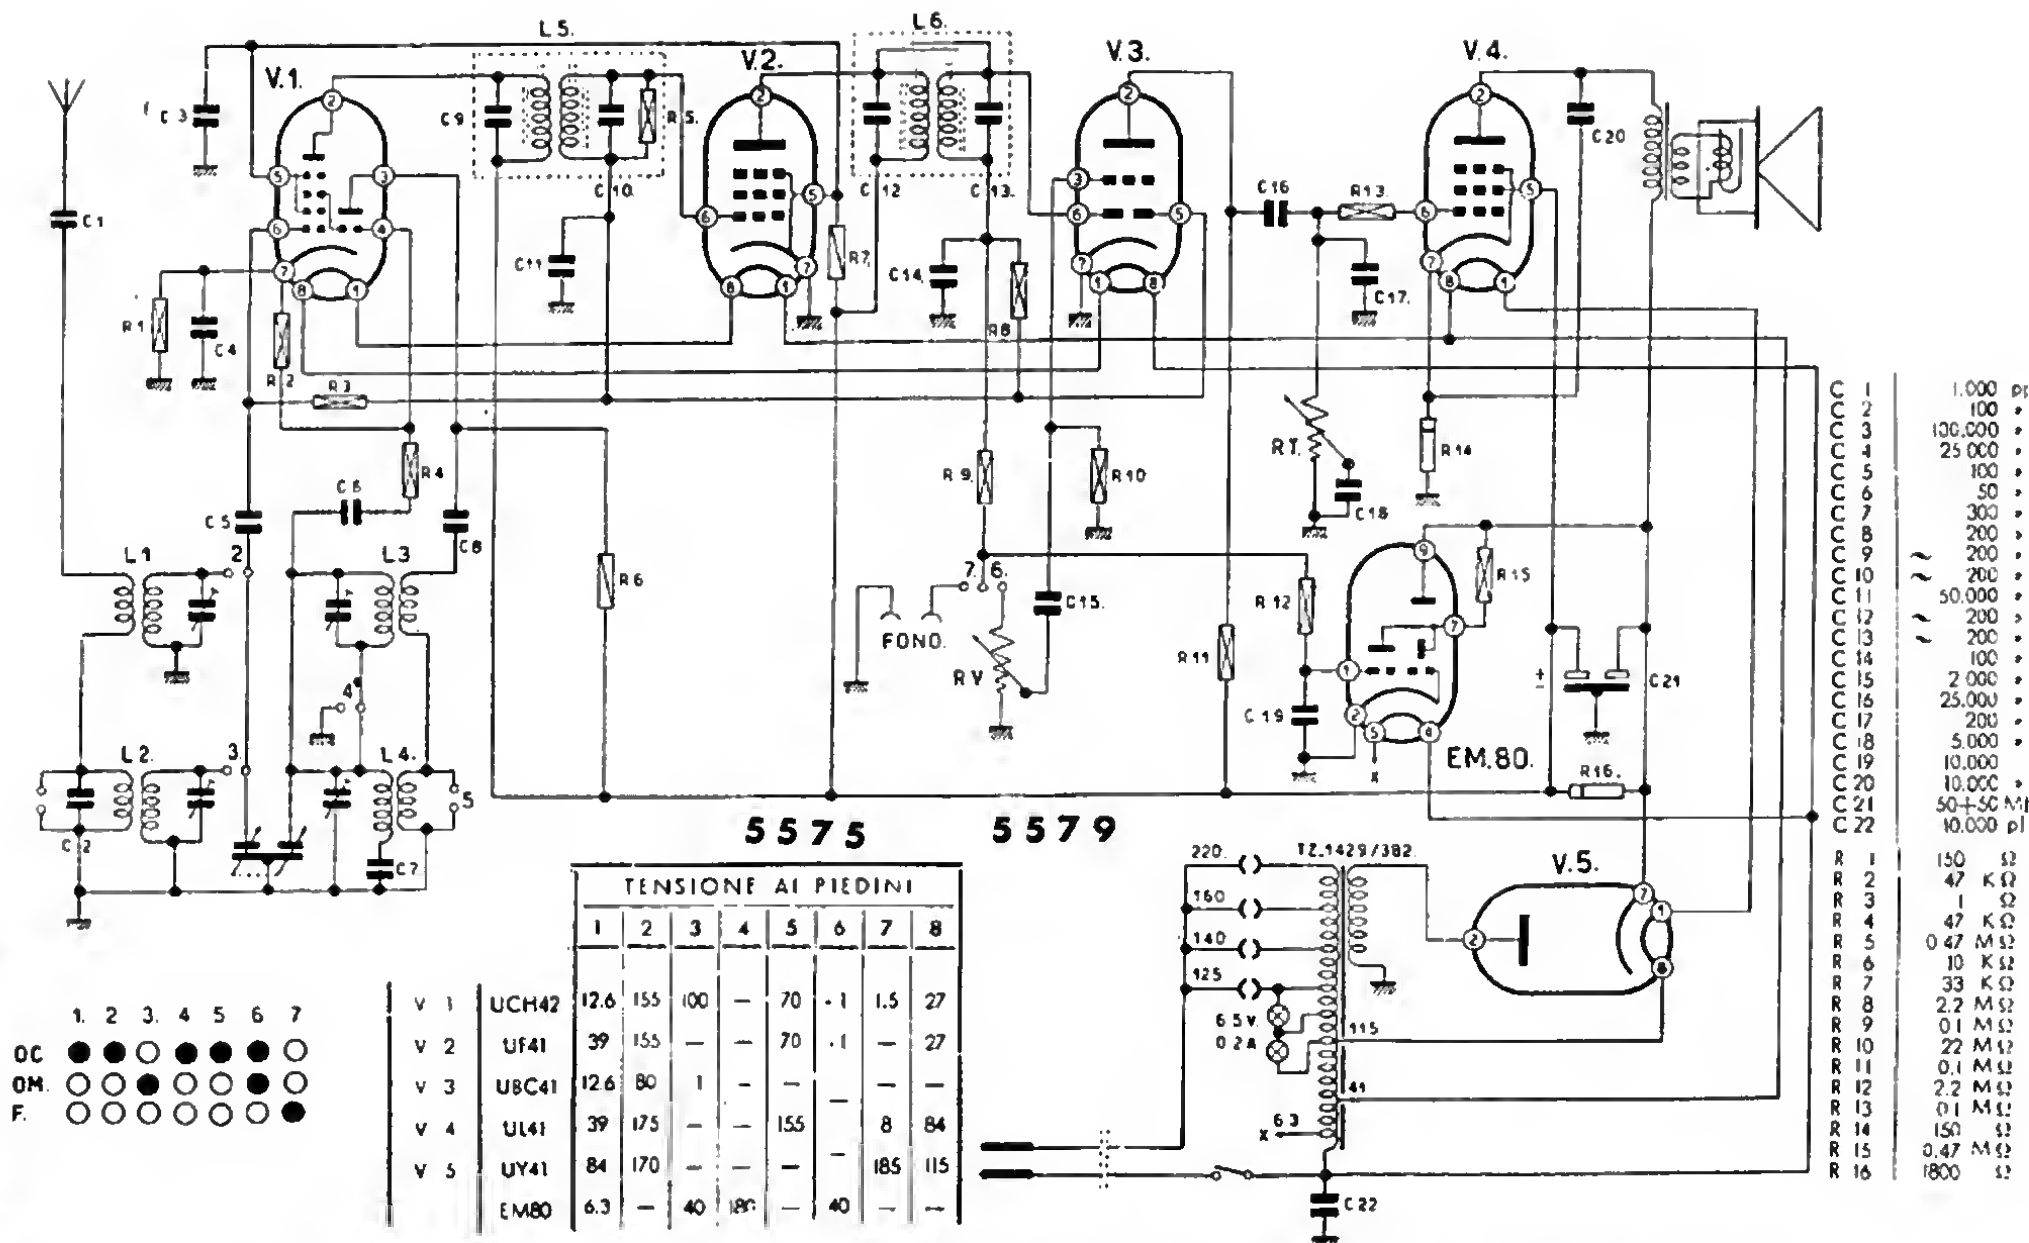 L5.
L6.
V.1.
V.2.
V.3.
V.4.
C3
C9
R5.
C10.
C12
C13.
C20
C1
C16
R13.
C11
R7.
C14.
R8
C17.
R1
C4
R2
R3
R4
C6
C5
C8
R9.
R10
RT.
C18
R14
L1
2
L3
R6
7. 6.
FONO.
RV
C15.
R12
R11
R15
4
C19
C21
L2.
3.
L4.
5
EM.80.
R16.
C2
C7
5575 5579
220.
TZ.1429/382.
V.5.
160
140
125
6.5 V.
0.2 A
115
41
x 6.3
C22
TENSIONE AI PIEDINI
1 2 3 4 5 6 7 8
V 1 UCH42 12.6 155 100 — 70 -1 1.5 27
V 2 UF41 39 155 — — 70 -1 — 27
V 3 UBC41 12.6 80 1 — — — — —
V 4 UL41 39 175 — — 155 — 8 84
V 5 UY41 84 170 — — — — 185 115
EM80 6.3 — 40 180 — 40 — —
1. 2 3. 4 5 6 7
OC
OM.
F.
C 1 1.000
C 2 100 "
C 3 100.000 "
C 4 25.000 "
C 5 100 "
C 6 50 "
C 7 300 "
C 8 200 "
C 9 ~ 200 "
C 10 ~ 200 "
C 11 50.000 "
C 12 ~ 200 "
C 13 ~ 200 "
C 14 100 "
C 15 2.000 "
C 16 25.000 "
C 17 200 "
C 18 5.000 "
C 19 10.000
C 20 10.000 "
C 21 50+50
C 22 10.000
R 1 150 Ω
R 2 47 KΩ
R 3 1 Ω
R 4 47 KΩ
R 5 0.47 MΩ
R 6 10 KΩ
R 7 33 KΩ
R 8 2.2 MΩ
R 9 0.1 MΩ
R 10 22 MΩ
R 11 0.1 MΩ
R 12 2.2 MΩ
R 13 0.1 MΩ
R 14 150 Ω
R 15 0.47 MΩ
R 16 1800 Ω